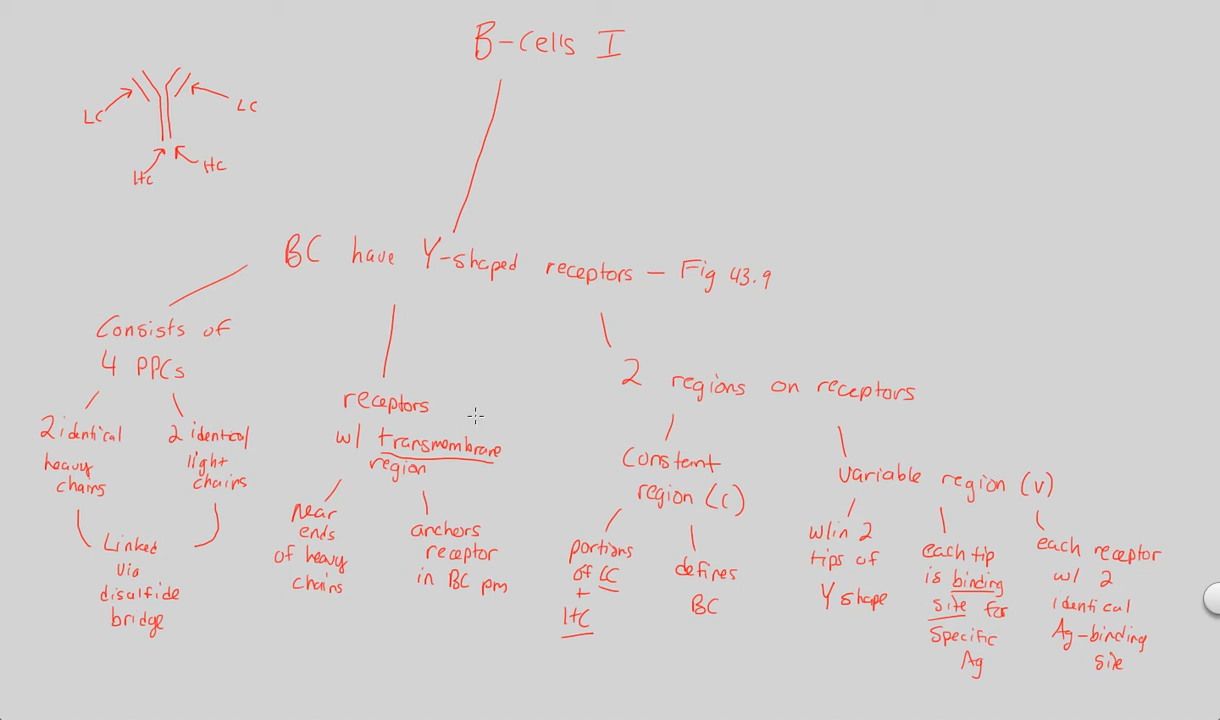 B-cells I
LC
LC
HC
HC
BC have Y-shaped receptors — Fig 43.9
Consists of
4 PPCs
2 identical
heavy
chains
2 identical
light
chains
Linked
via
disulfide
bridge
receptors
w/ transmembrane
region
near
ends
of heavy
chains
anchors
receptor
in BC pm
2 regions on receptors
constant
region (c)
portions
of LC
+
HC
defines
BC
variable region (v)
w/in 2
tips of
Y shape
each tip
is binding
site for
specific
Ag
each receptor
w/ 2
identical
Ag-binding
site